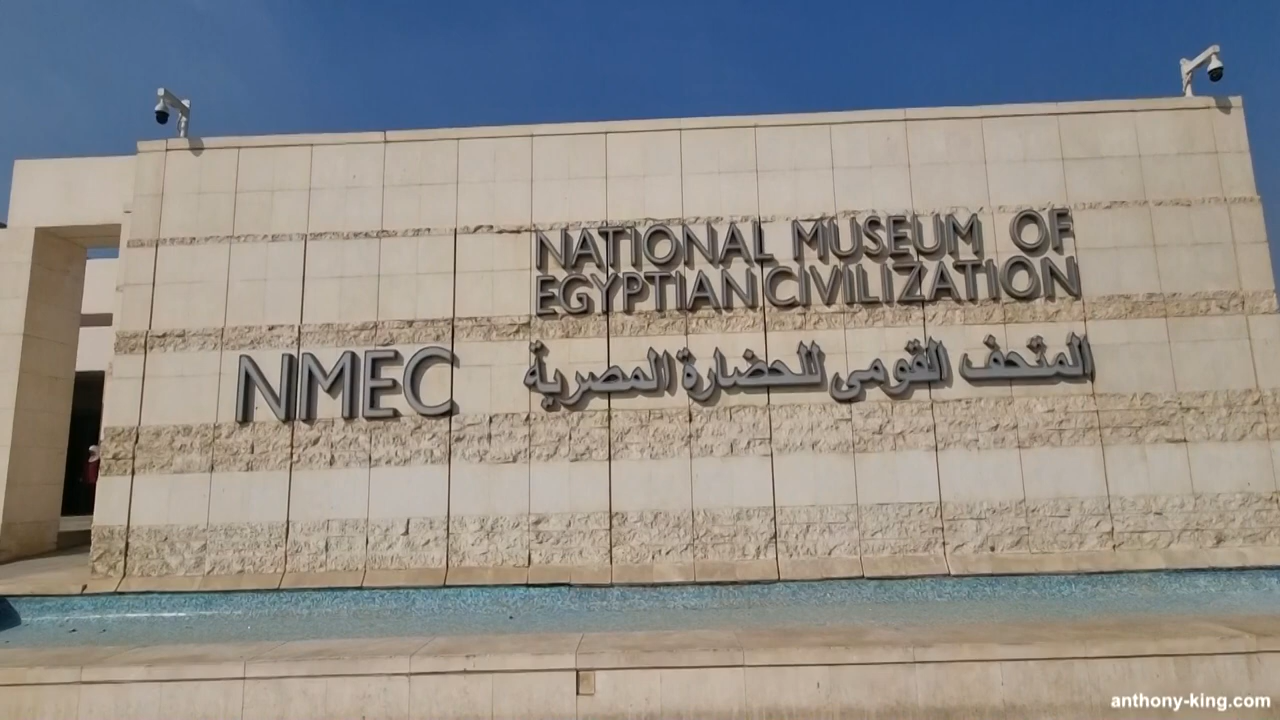 NATIONAL MUSEUM OF
EGYPTIAN CIVILIZATION
NMEC
المتحف القومى للحضارة المصرية
anthony-king.com